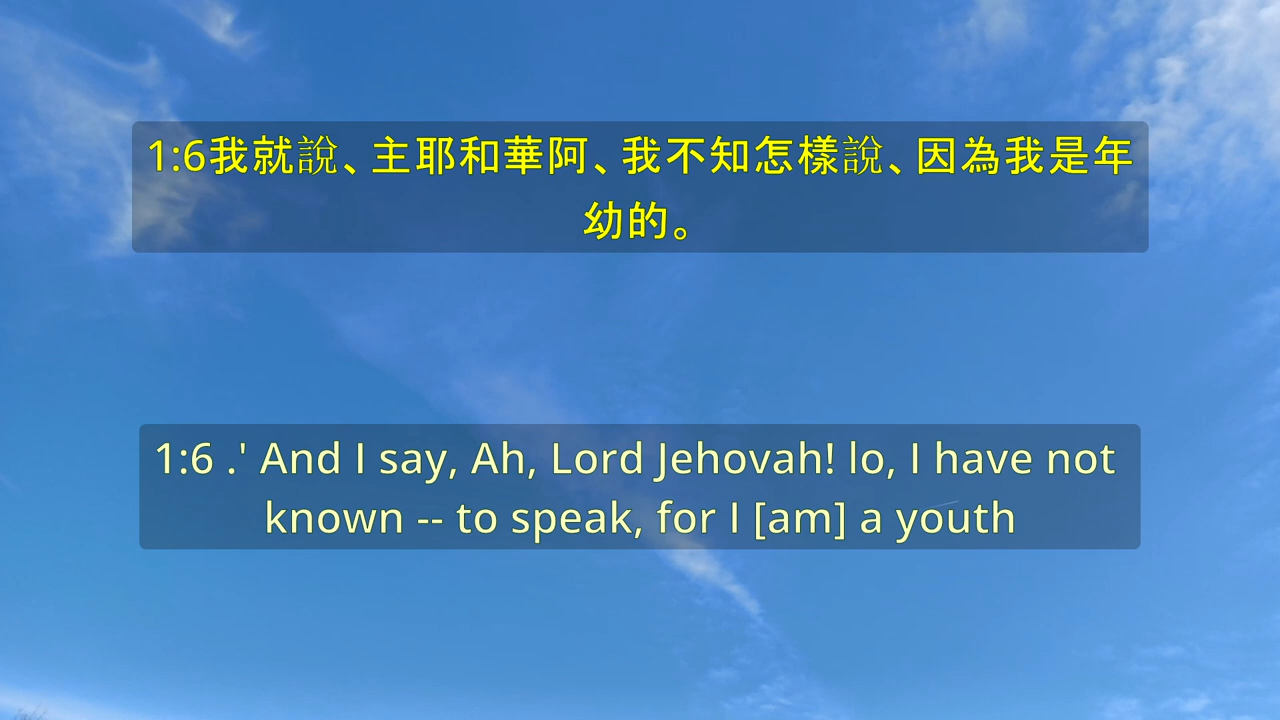 1:6我就說、主耶和華阿、我不知怎樣說、因為我是年
幼的。
1:6 .' And I say, Ah, Lord Jehovah! lo, I have not
known -- to speak, for I [am] a youth